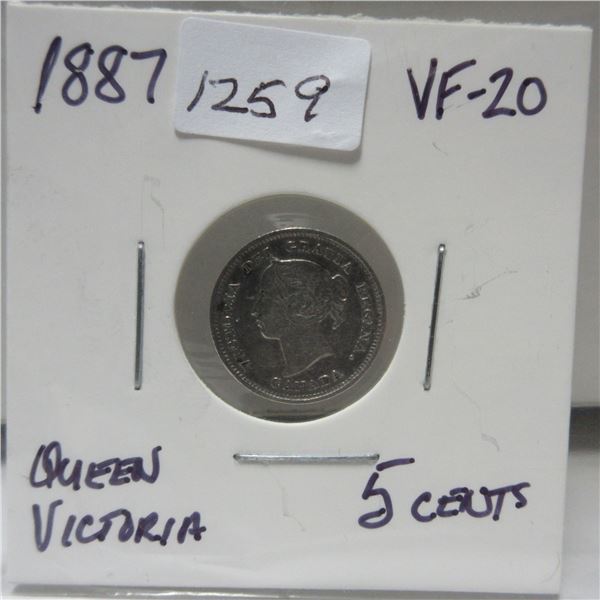 1887 1259 VF-20
VICTORIA DEI GRATIA REGINA.
CANADA
QUEEN
VICTORIA
5 CENTS